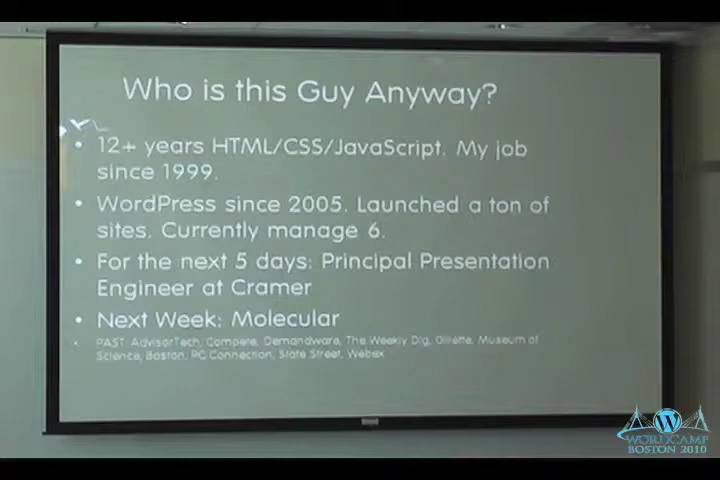 Who is this Guy Anyway?
• 12+ years HTML/CSS/JavaScript. My job
since 1999.
• WordPress since 2005. Launched a ton of
sites. Currently manage 6.
• For the next 5 days: Principal Presentation
Engineer at Cramer
• Next Week: Molecular
• PAST: AdvisorTech, Compete, Demandware, The Weekly Dig, Gillette, Museum of
Science, Boston, PC Connection, State Street, Webex
WORDCAMP
BOSTON 2010